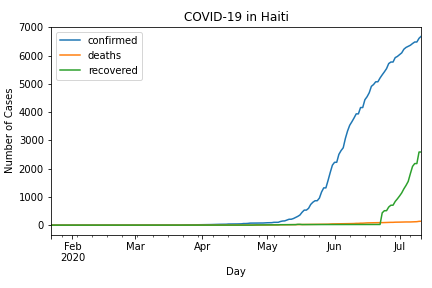 COVID-19 in Haiti
confirmed
deaths
recovered
Number of Cases
7000
6000
5000
4000
3000
2000
1000
0
Feb
2020
Mar
Apr
May
Jun
Jul
Day